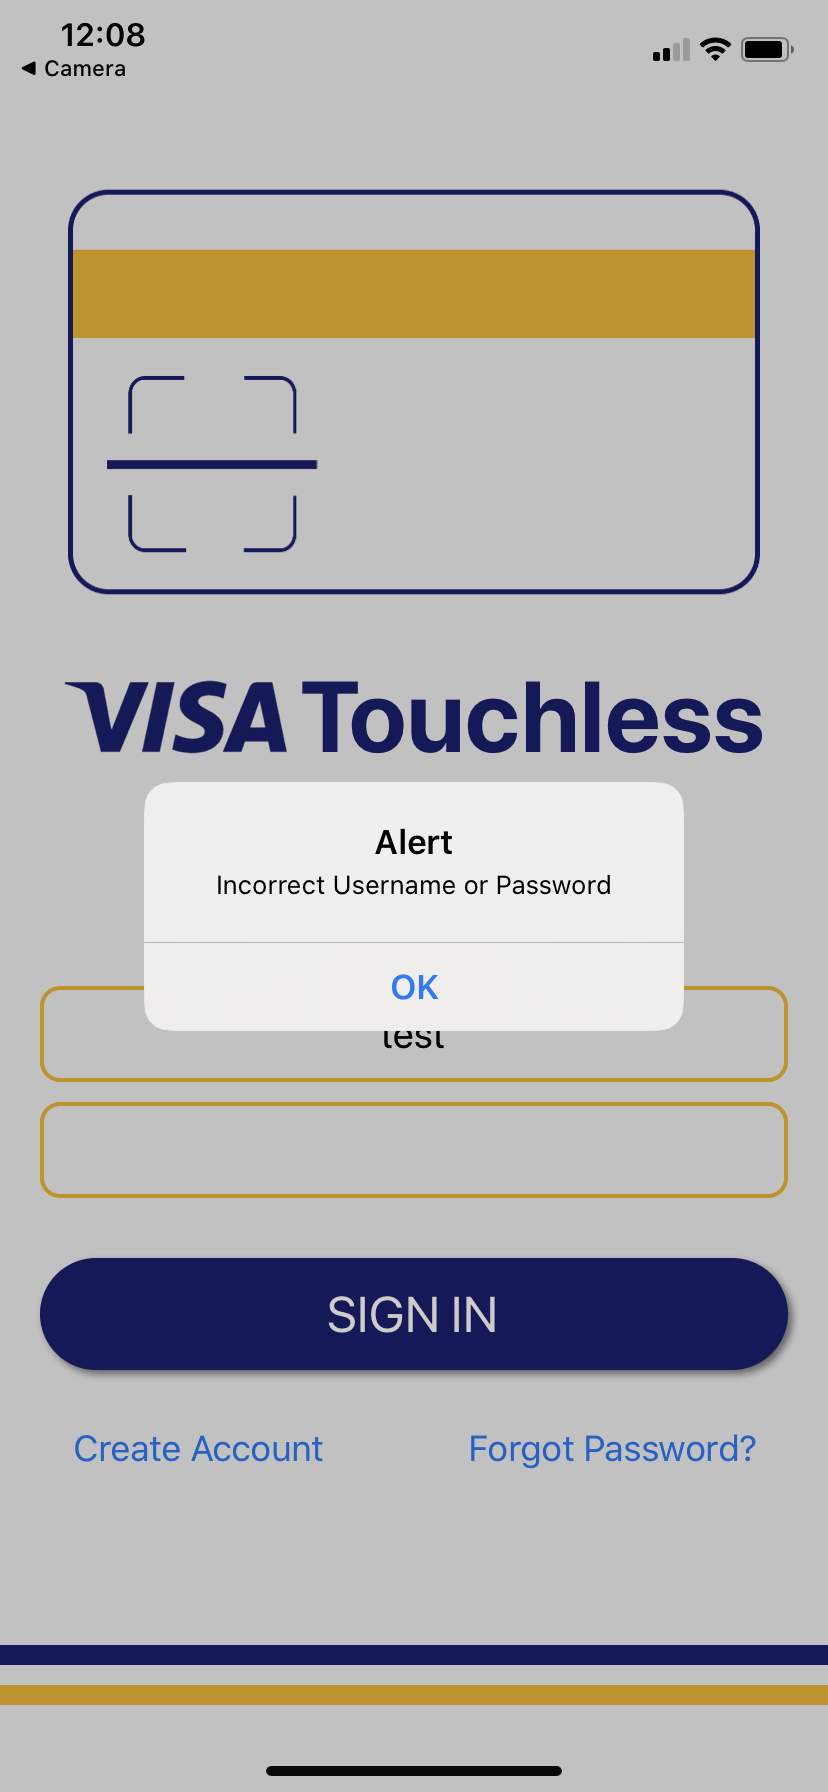 12:08
◀ Camera
VISA Touchless
Alert
Incorrect Username or Password
OK
test
SIGN IN
Create Account
Forgot Password?